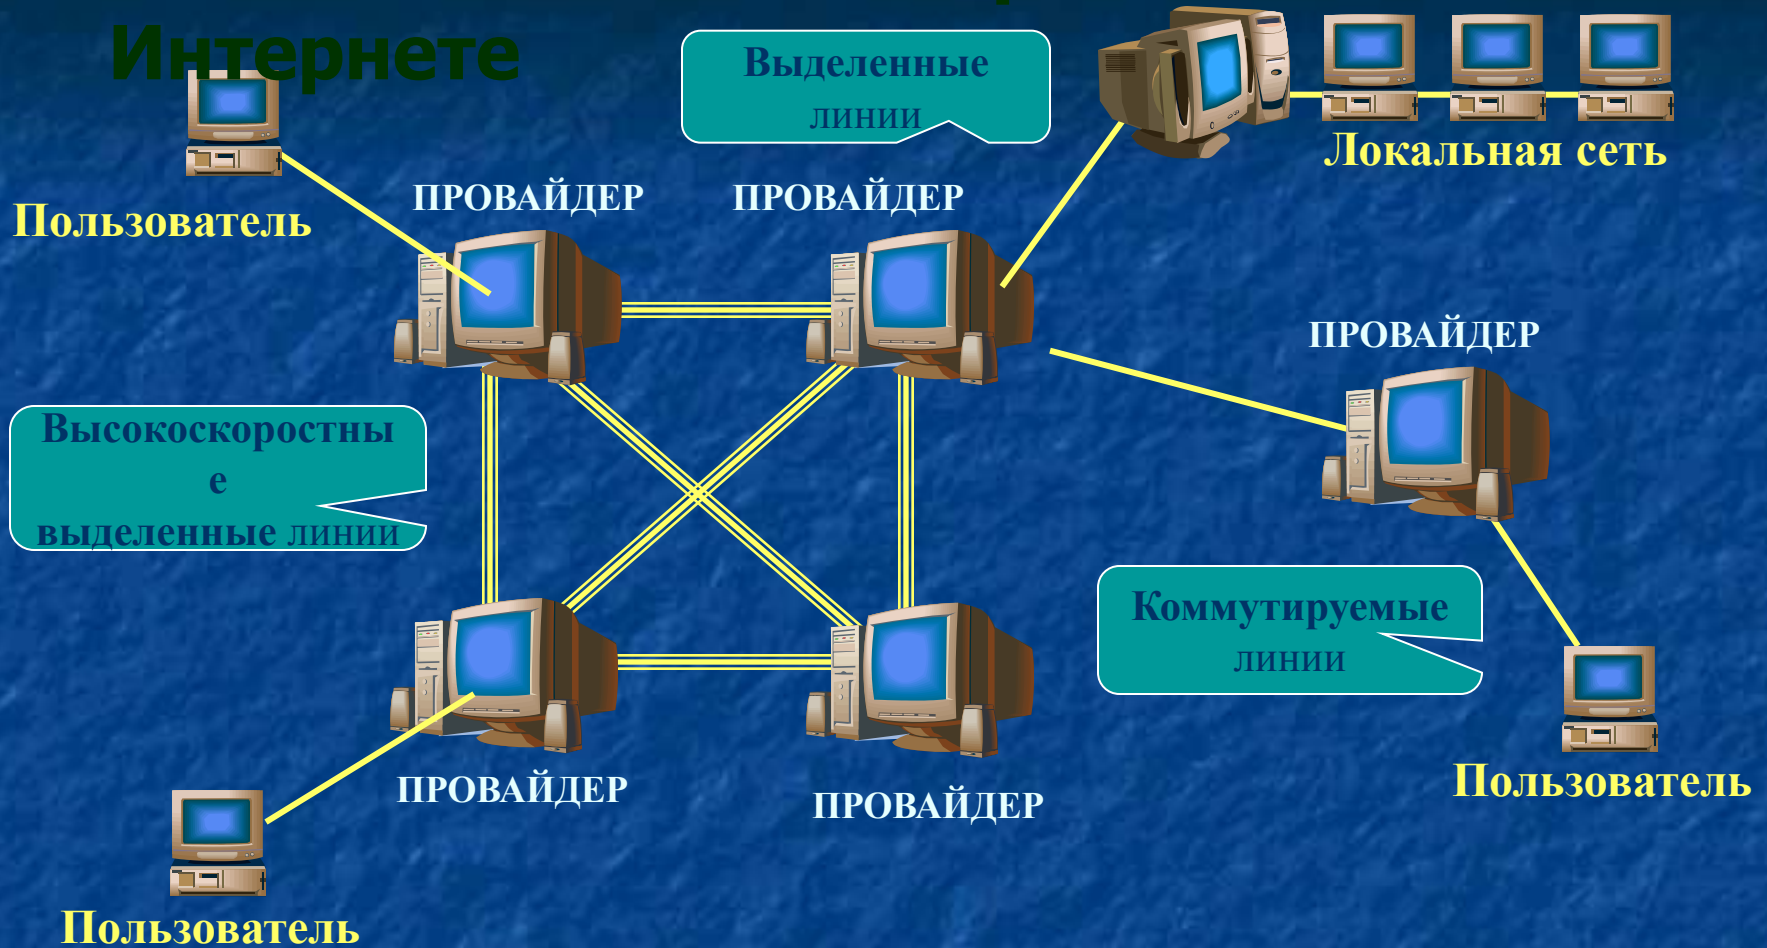 Интернете
Выделенные
линии
Локальная сеть
ПРОВАЙДЕР
ПРОВАЙДЕР
Пользователь
ПРОВАЙДЕР
Высокоскоростны
е
выделенные линии
Коммутируемые
линии
ПРОВАЙДЕР
ПРОВАЙДЕР
Пользователь
Пользователь